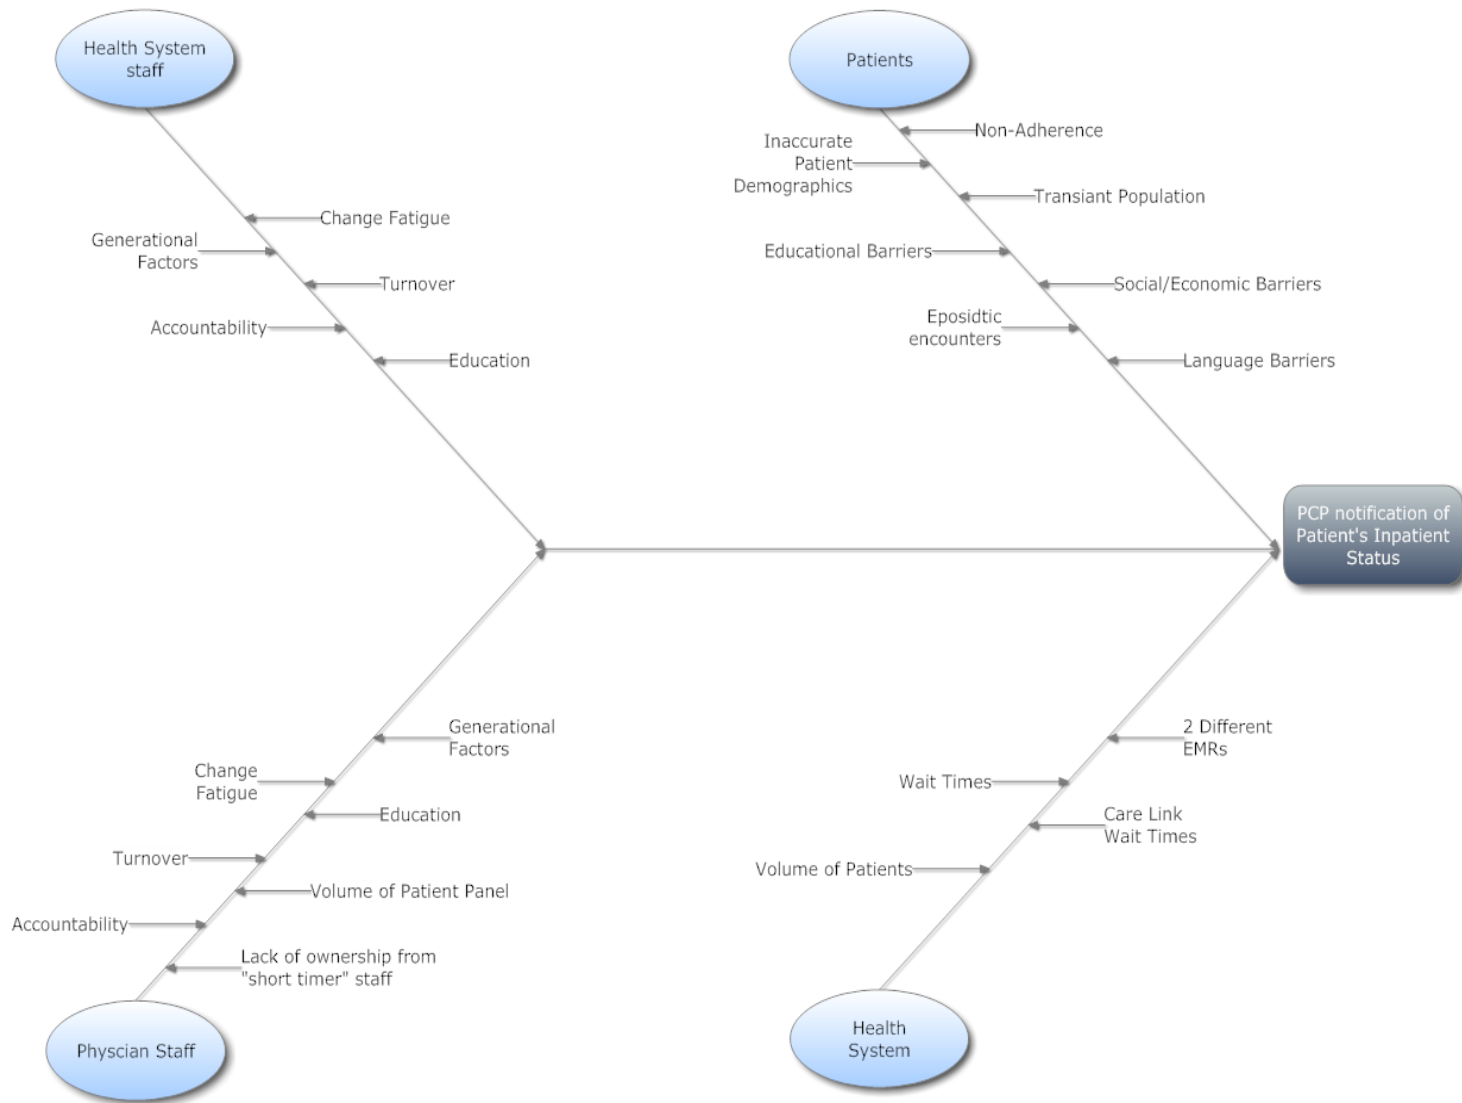 Health System
staff
Patients
Non-Adherence
Inaccurate
Patient
Demographics
Transiant Population
Change Fatigue
Generational
Factors
Educational Barriers
Turnover
Social/Economic Barriers
Accountability
Eposidtic
encounters
Education
Language Barriers
PCP notification of
Patient's Inpatient
Status
Generational
Factors
2 Different
EMRs
Change
Fatigue
Wait Times
Education
Care Link
Wait Times
Turnover
Volume of Patients
Volume of Patient Panel
Accountability
Lack of ownership from
"short timer" staff
Physcian Staff
Health
System